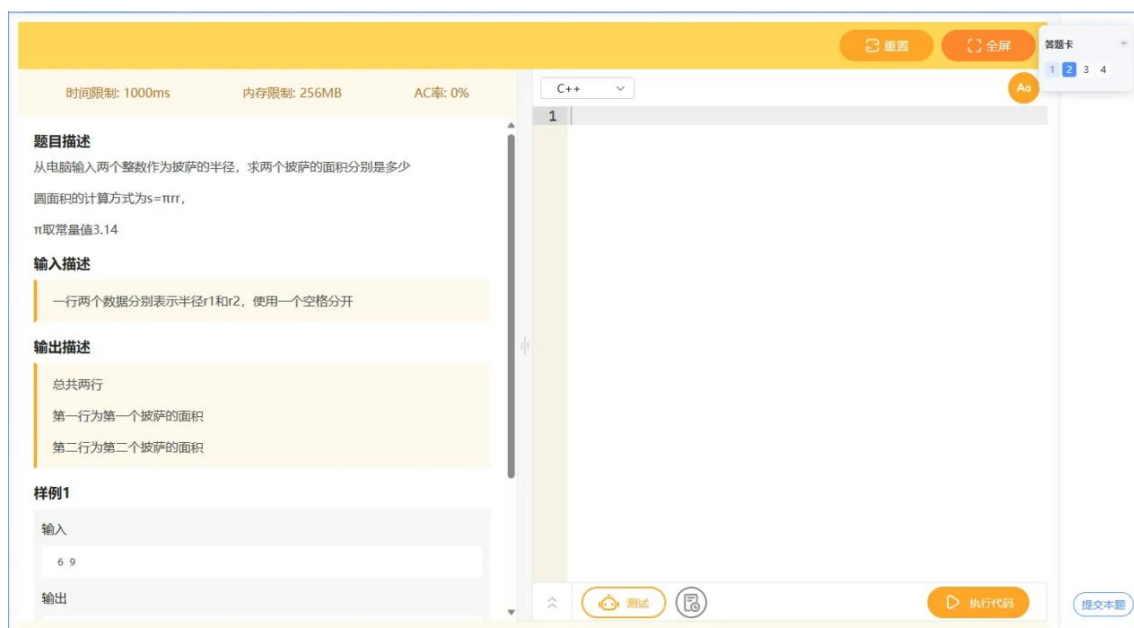 重置
全屏
答题卡
1 2 3 4
时间限制: 1000ms
内存限制: 256MB
AC率: 0%
C++
Aa
1
题目描述
从电脑输入两个整数作为披萨的半径，求两个披萨的面积分别是多少
圆面积的计算方式为s=πrr，
π取常量值3.14
输入描述
一行两个数据分别表示半径r1和r2，使用一个空格分开
输出描述
总共两行
第一行为第一个披萨的面积
第二行为第二个披萨的面积
样例1
输入
6 9
输出
测试
执行代码
提交本题